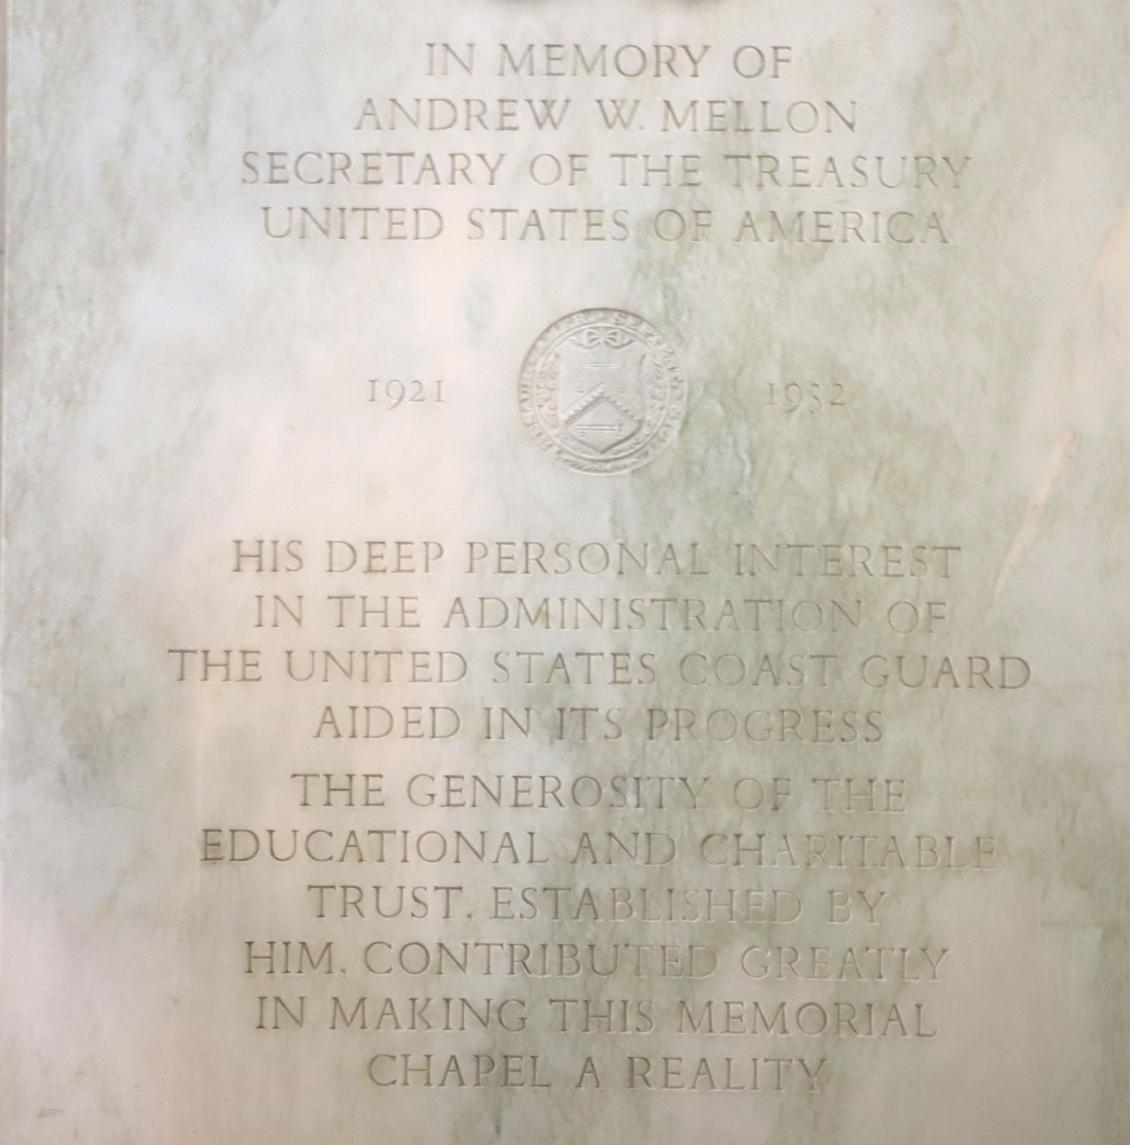 IN MEMORY OF
ANDREW W. MELLON
SECRETARY OF THE TREASURY
UNITED STATES OF AMERICA
1921 1932
HIS DEEP PERSONAL INTEREST
IN THE ADMINISTRATION OF
THE UNITED STATES COAST GUARD
AIDED IN ITS PROGRESS
THE GENEROSITY OF THE
EDUCATIONAL AND CHARITABLE
TRUST, ESTABLISHED BY
HIM, CONTRIBUTED GREATLY
IN MAKING THIS MEMORIAL
CHAPEL A REALITY